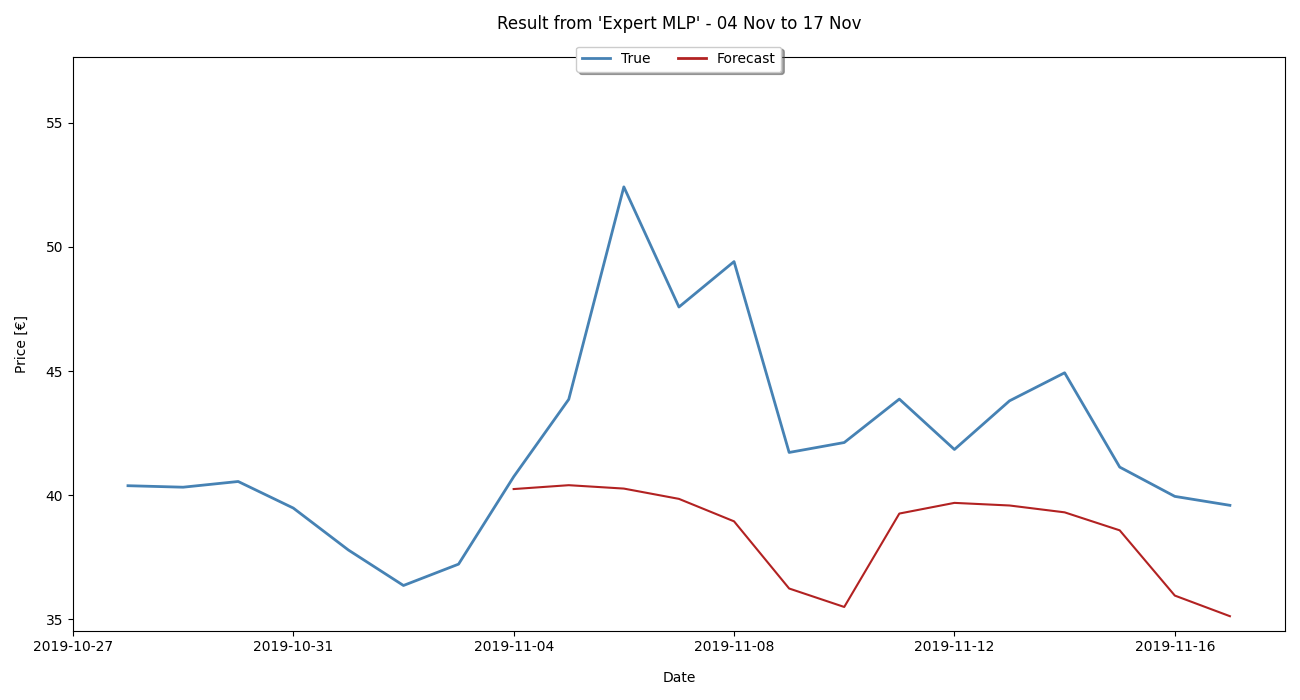 Result from 'Expert MLP' - 04 Nov to 17 Nov
True Forecast
55
50
45
40
35
Price [€]
2019-10-27 2019-10-31 2019-11-04 2019-11-08 2019-11-12 2019-11-16
Date